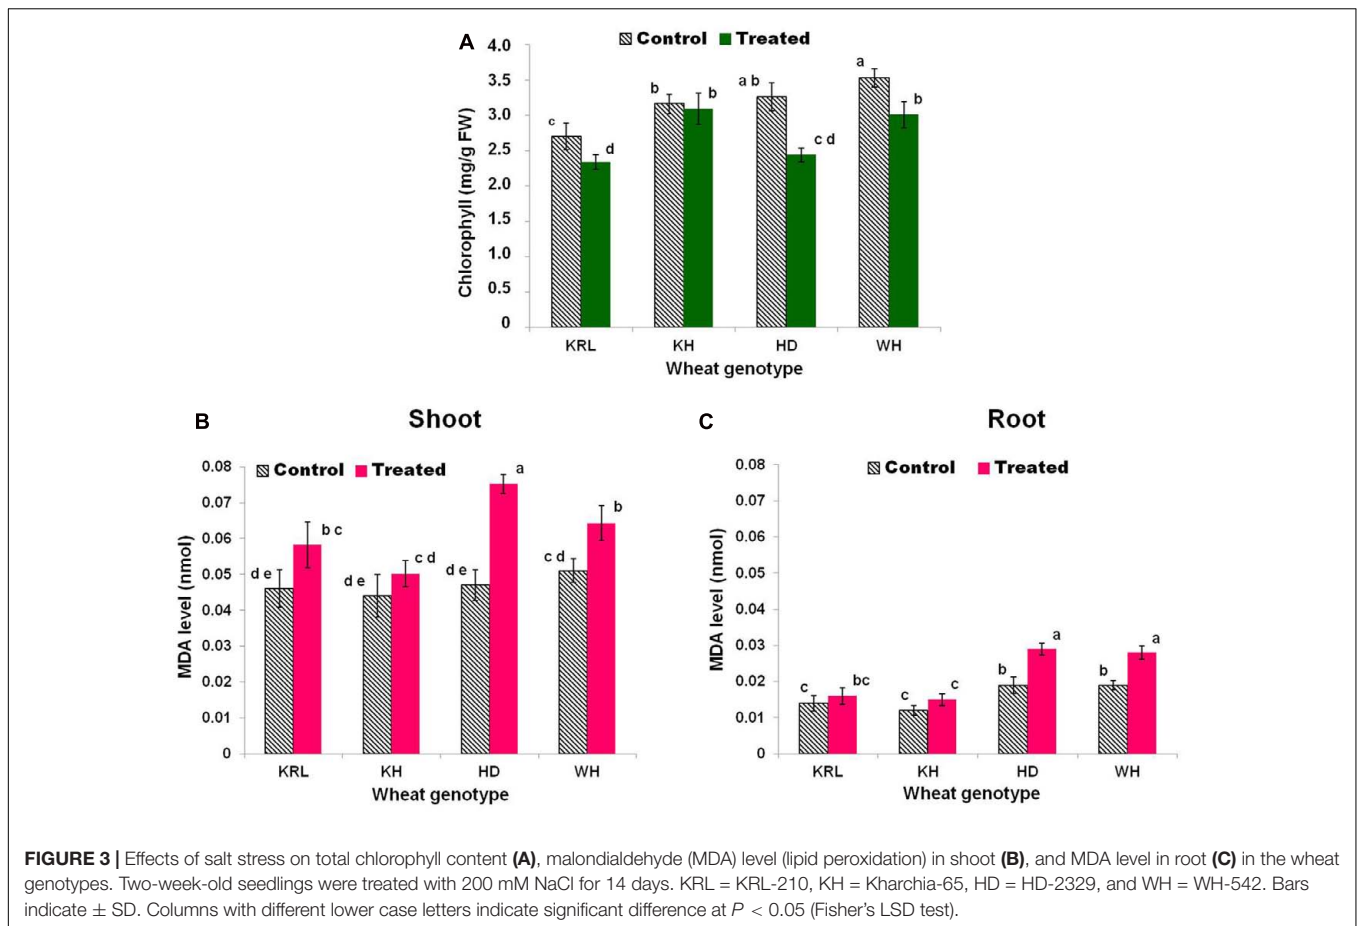 A
Control Treated
4.0
3.5
3.0
2.5
2.0
1.5
1.0
0.5
0
Chlorophyll (mg/g FW)
c
d
b
b
a b
c d
a
b
KRL KH HD WH
Wheat genotype
B
Shoot
Control Treated
0.08
0.07
0.06
0.05
0.04
0.03
0.02
0.01
0
MDA level (nmol)
d e
b c
d e
c d
d e
a
c d
b
KRL KH HD WH
Wheat genotype
C
Root
Control Treated
0.08
0.07
0.06
0.05
0.04
0.03
0.02
0.01
0
MDA level (nmol)
c
bc
c
c
b
a
b
a
KRL KH HD WH
Wheat genotype
FIGURE 3 | Effects of salt stress on total chlorophyll content (A), malondialdehyde (MDA) level (lipid peroxidation) in shoot (B), and MDA level in root (C) in the wheat
genotypes. Two-week-old seedlings were treated with 200 mM NaCl for 14 days. KRL = KRL-210, KH = Kharchia-65, HD = HD-2329, and WH = WH-542. Bars
indicate ± SD. Columns with different lower case letters indicate significant difference at P < 0.05 (Fisher's LSD test).